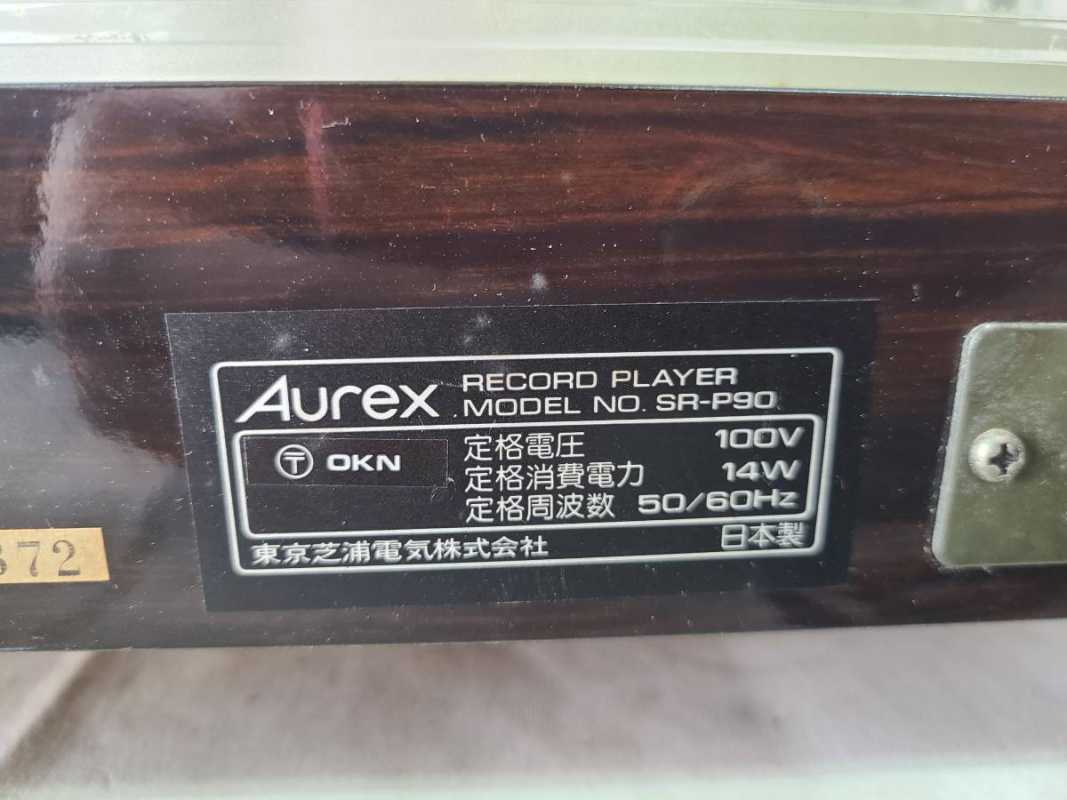 Aurex
RECORD PLAYER
MODEL NO. SR-P90
〒 OKN
定格電圧 100V
定格消費電力 14W
定格周波数 50/60Hz
東京芝浦電気株式会社 日本製
372